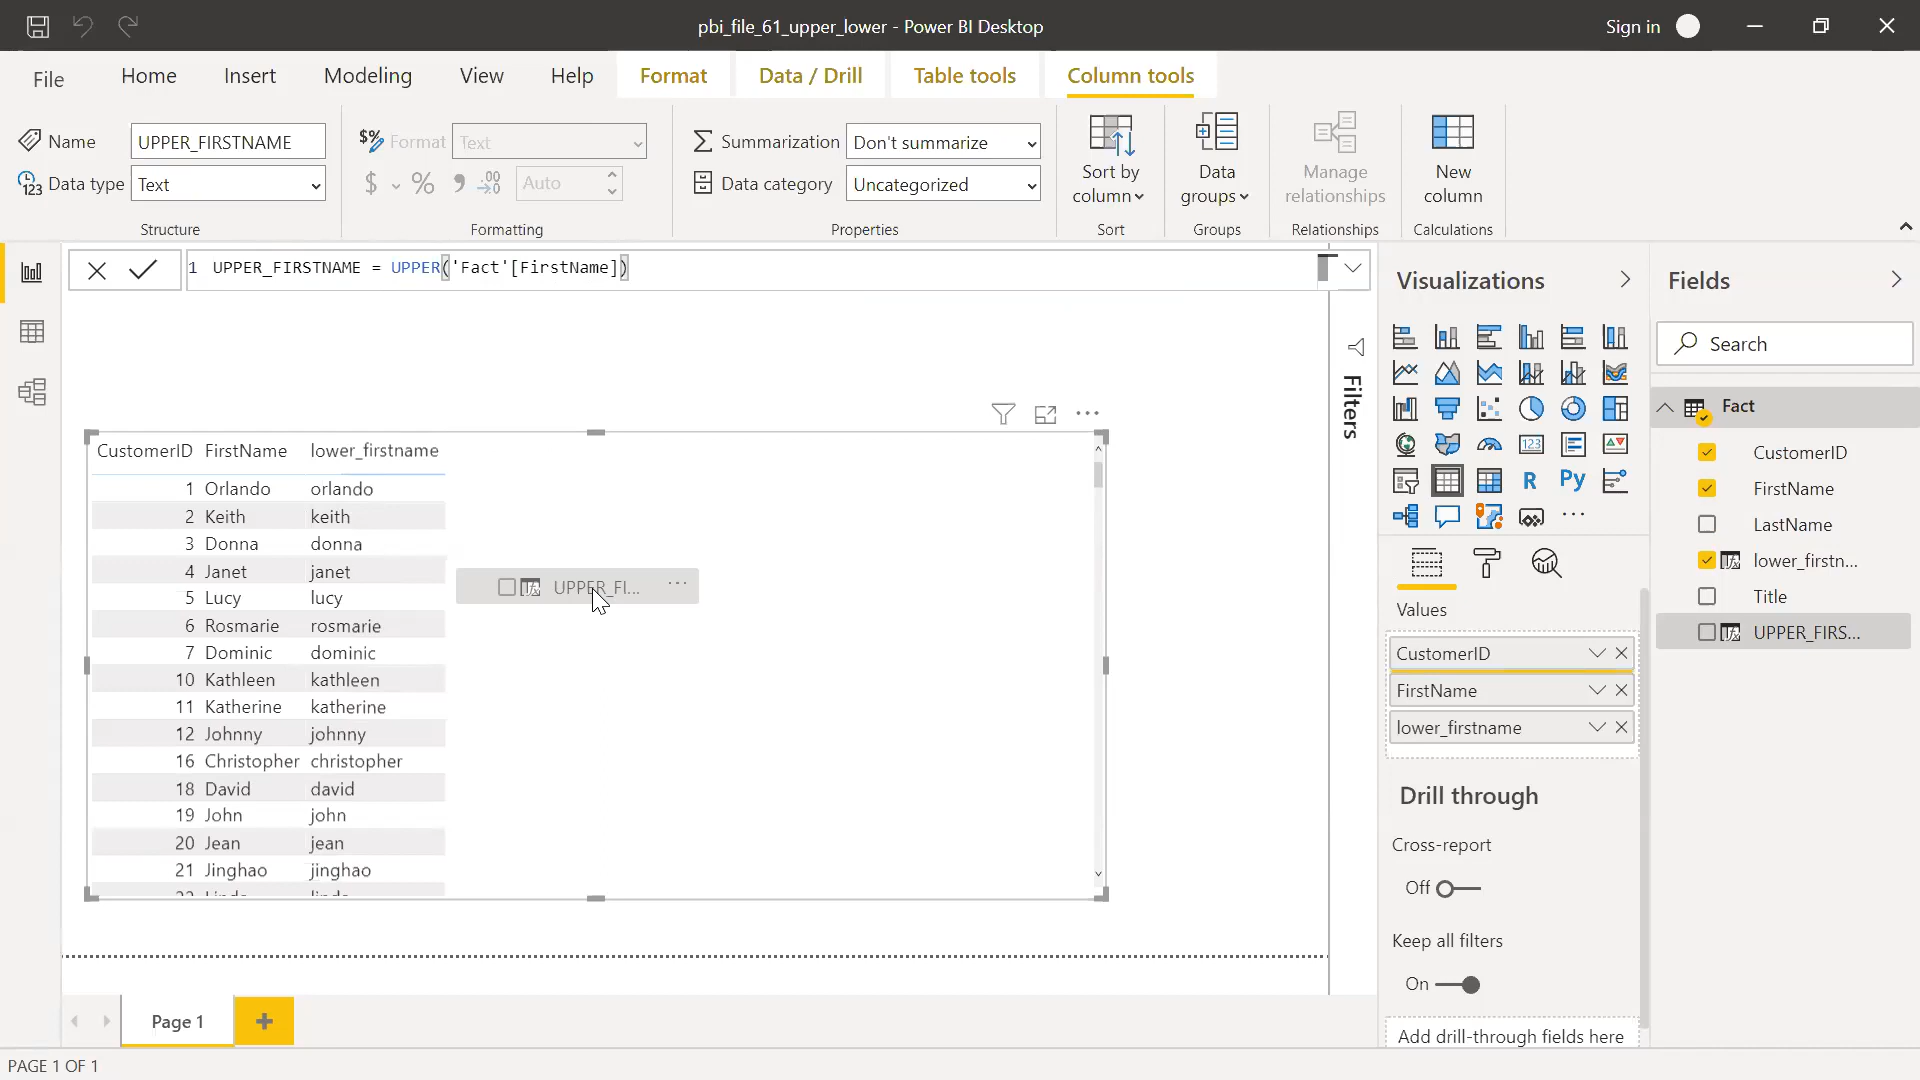 pbi_file_61_upper_lower - Power BI Desktop
Sign in
File
Home
Insert
Modeling
View
Help
Format
Data / Drill
Table tools
Column tools
Name
UPPER_FIRSTNAME
Data type
Text
Structure
$% Format
Text
$ % 9 .00
Auto
Formatting
Summarization
Don't summarize
Data category
Uncategorized
Properties
Sort by
column
Sort
Data
groups
Groups
Manage
relationships
Relationships
New
column
Calculations
1 UPPER_FIRSTNAME = UPPER('Fact'[FirstName])
CustomerID FirstName lower_firstname
1 Orlando orlando
2 Keith keith
3 Donna donna
4 Janet janet
5 Lucy lucy
6 Rosmarie rosmarie
7 Dominic dominic
10 Kathleen kathleen
11 Katherine katherine
12 Johnny johnny
16 Christopher christopher
18 David david
19 John john
20 Jean jean
21 Jinghao jinghao
UPPER_FI...
Filters
Visualizations
123
R
Py
Values
CustomerID
FirstName
lower_firstname
Drill through
Cross-report
Off
Keep all filters
On
Add drill-through fields here
Fields
Search
Fact
CustomerID
FirstName
LastName
lower_firstn...
Title
UPPER_FIRS...
Page 1
PAGE 1 OF 1